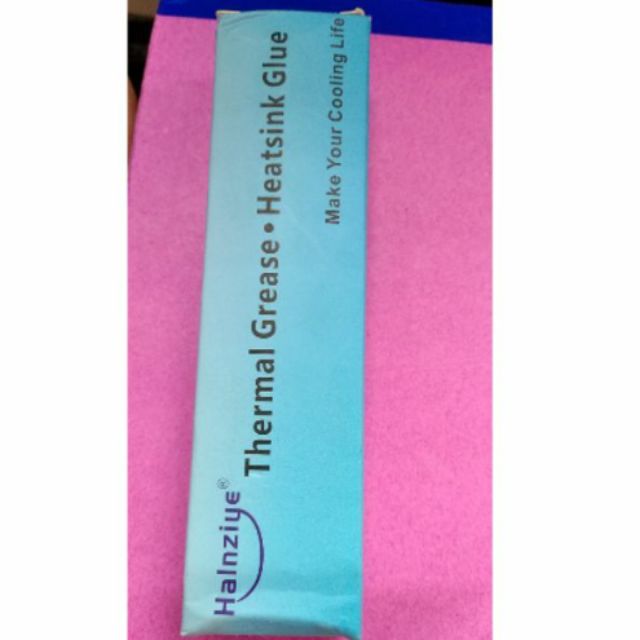 Halnziye®
Thermal Grease • Heatsink Glue
Make Your Cooling Life